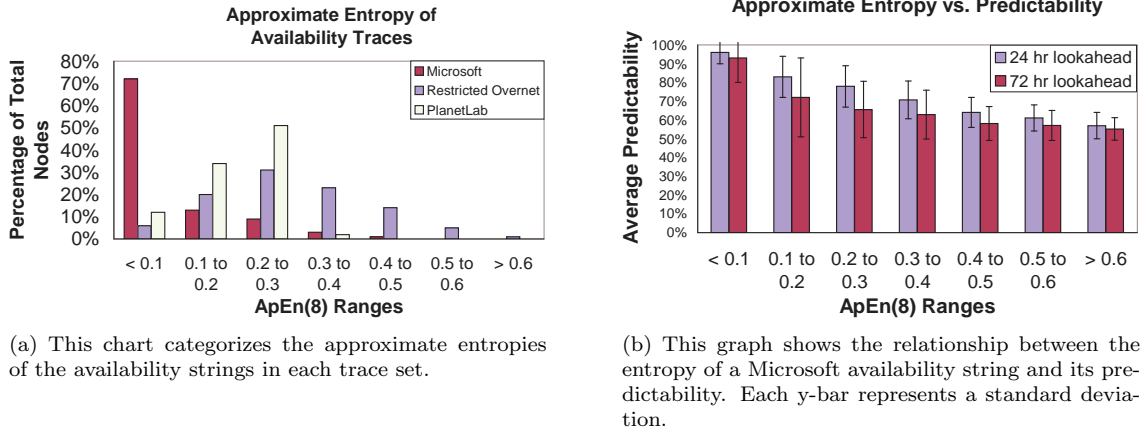 Approximate Entropy of
Availability Traces
Percentage of Total
Nodes
80%
70%
60%
50%
40%
30%
20%
10%
0%
Microsoft
Restricted Overnet
PlanetLab
< 0.1
0.1 to
0.2
0.2 to
0.3
0.3 to
0.4
0.4 to
0.5
0.5 to
0.6
> 0.6
ApEn(8) Ranges
(a) This chart categorizes the approximate entropies
of the availability strings in each trace set.
Approximate Entropy vs. Predictability
Average Predictability
100%
90%
80%
70%
60%
50%
40%
30%
20%
10%
0%
24 hr lookahead
72 hr lookahead
< 0.1
0.1 to
0.2
0.2 to
0.3
0.3 to
0.4
0.4 to
0.5
0.5 to
0.6
> 0.6
ApEn(8) Ranges
(b) This graph shows the relationship between the
entropy of a Microsoft availability string and its pre-
dictability. Each y-bar represents a standard devia-
tion.